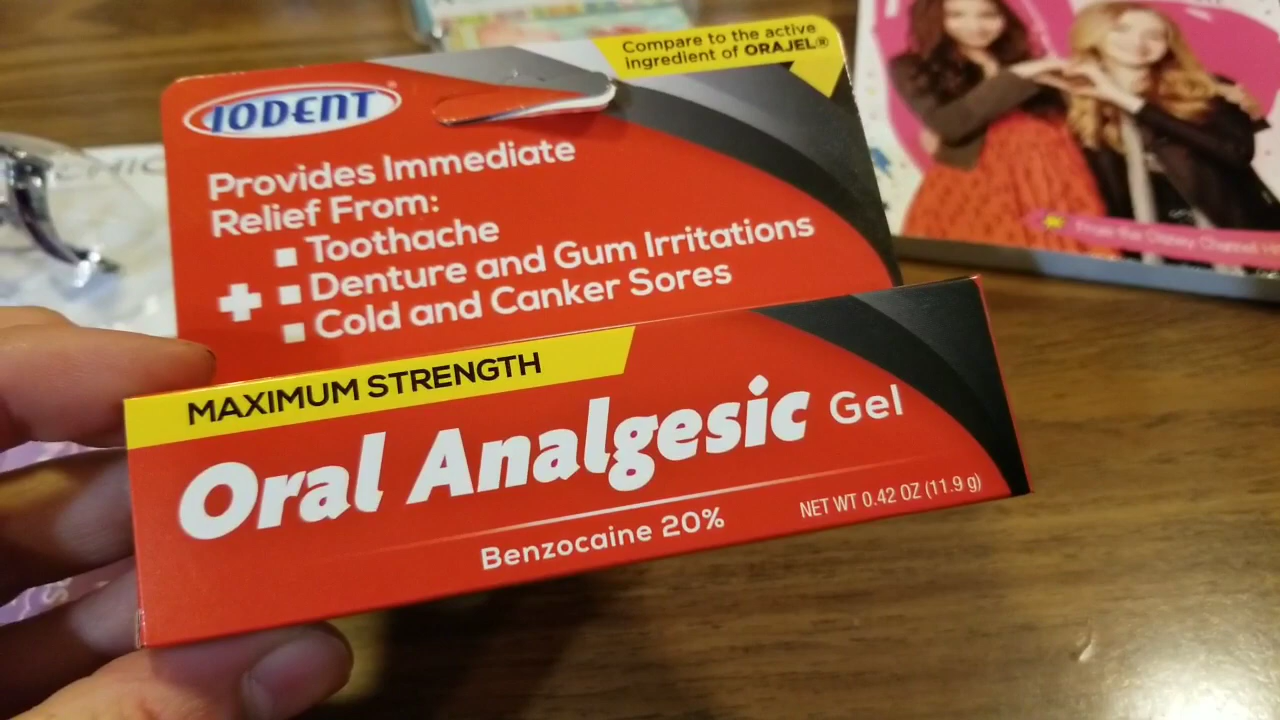 Compare to the active
ingredient of ORAJEL®
IODENT®
Provides Immediate
Relief From:
Toothache
Denture and Gum Irritations
Cold and Canker Sores
MAXIMUM STRENGTH
Oral Analgesic Gel
Benzocaine 20%
NET WT 0.42 OZ (11.9 g)